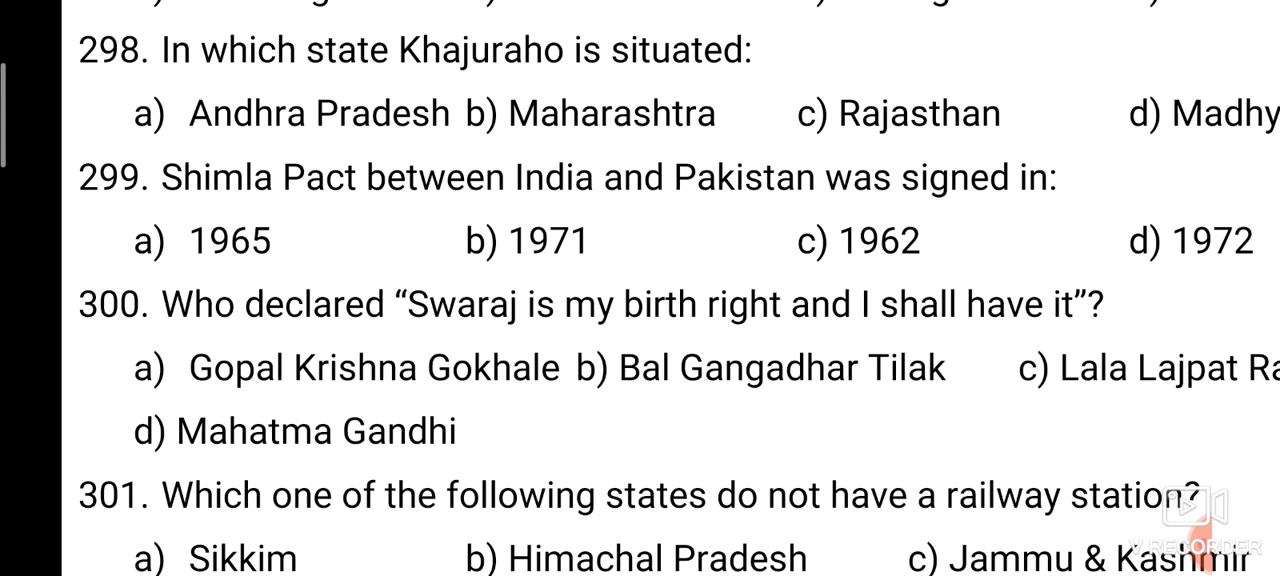 298. In which state Khajuraho is situated:
a) Andhra Pradesh b) Maharashtra c) Rajasthan d) Madhy
299. Shimla Pact between India and Pakistan was signed in:
a) 1965 b) 1971 c) 1962 d) 1972
300. Who declared “Swaraj is my birth right and I shall have it”?
a) Gopal Krishna Gokhale b) Bal Gangadhar Tilak c) Lala Lajpat Ra
d) Mahatma Gandhi
301. Which one of the following states do not have a railway station?
a) Sikkim b) Himachal Pradesh c) Jammu & Kashmir
V RECORDER